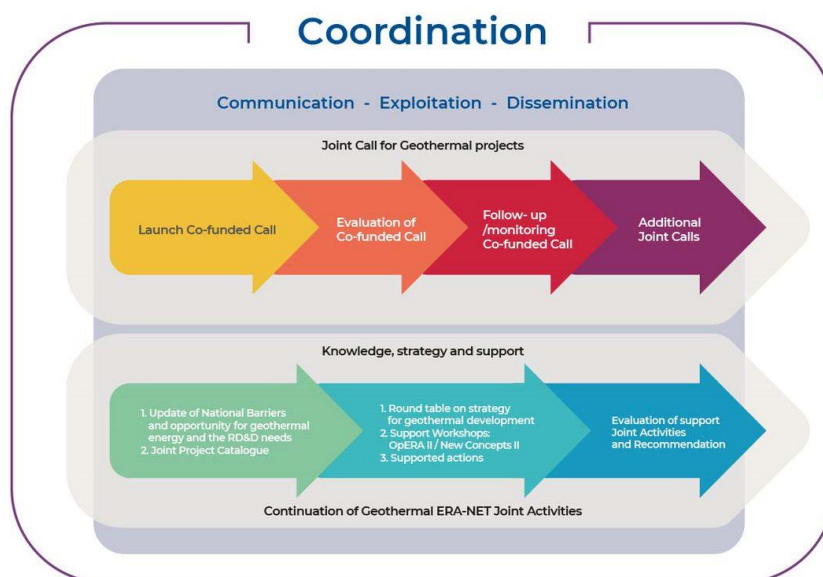 Coordination
Communication - Exploitation - Dissemination
Joint Call for Geothermal projects
Launch Co-funded Call
Evaluation of
Co-funded Call
Follow- up
/monitoring
Co-funded Call
Additional
Joint Calls
Knowledge, strategy and support
1. Update of National Barriers
and opportunity for geothermal
energy and the RD&D needs
2. Joint Project Catalogue
1. Round table on strategy
for geothermal development
2. Support Workshops:
OpERA II / New Concepts II
3. Supported actions
Evaluation of support
Joint Activities
and Recommendation
Continuation of Geothermal ERA-NET Joint Activities